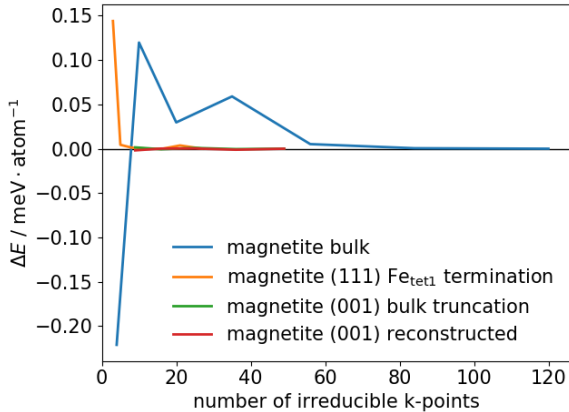 0.15
0.10
0.05
0.00
−0.05
−0.10
−0.15
−0.20
ΔE / meV · atom⁻¹
magnetite bulk
magnetite (111) Fe_tet1 termination
magnetite (001) bulk truncation
magnetite (001) reconstructed
0 20 40 60 80 100 120
number of irreducible k-points